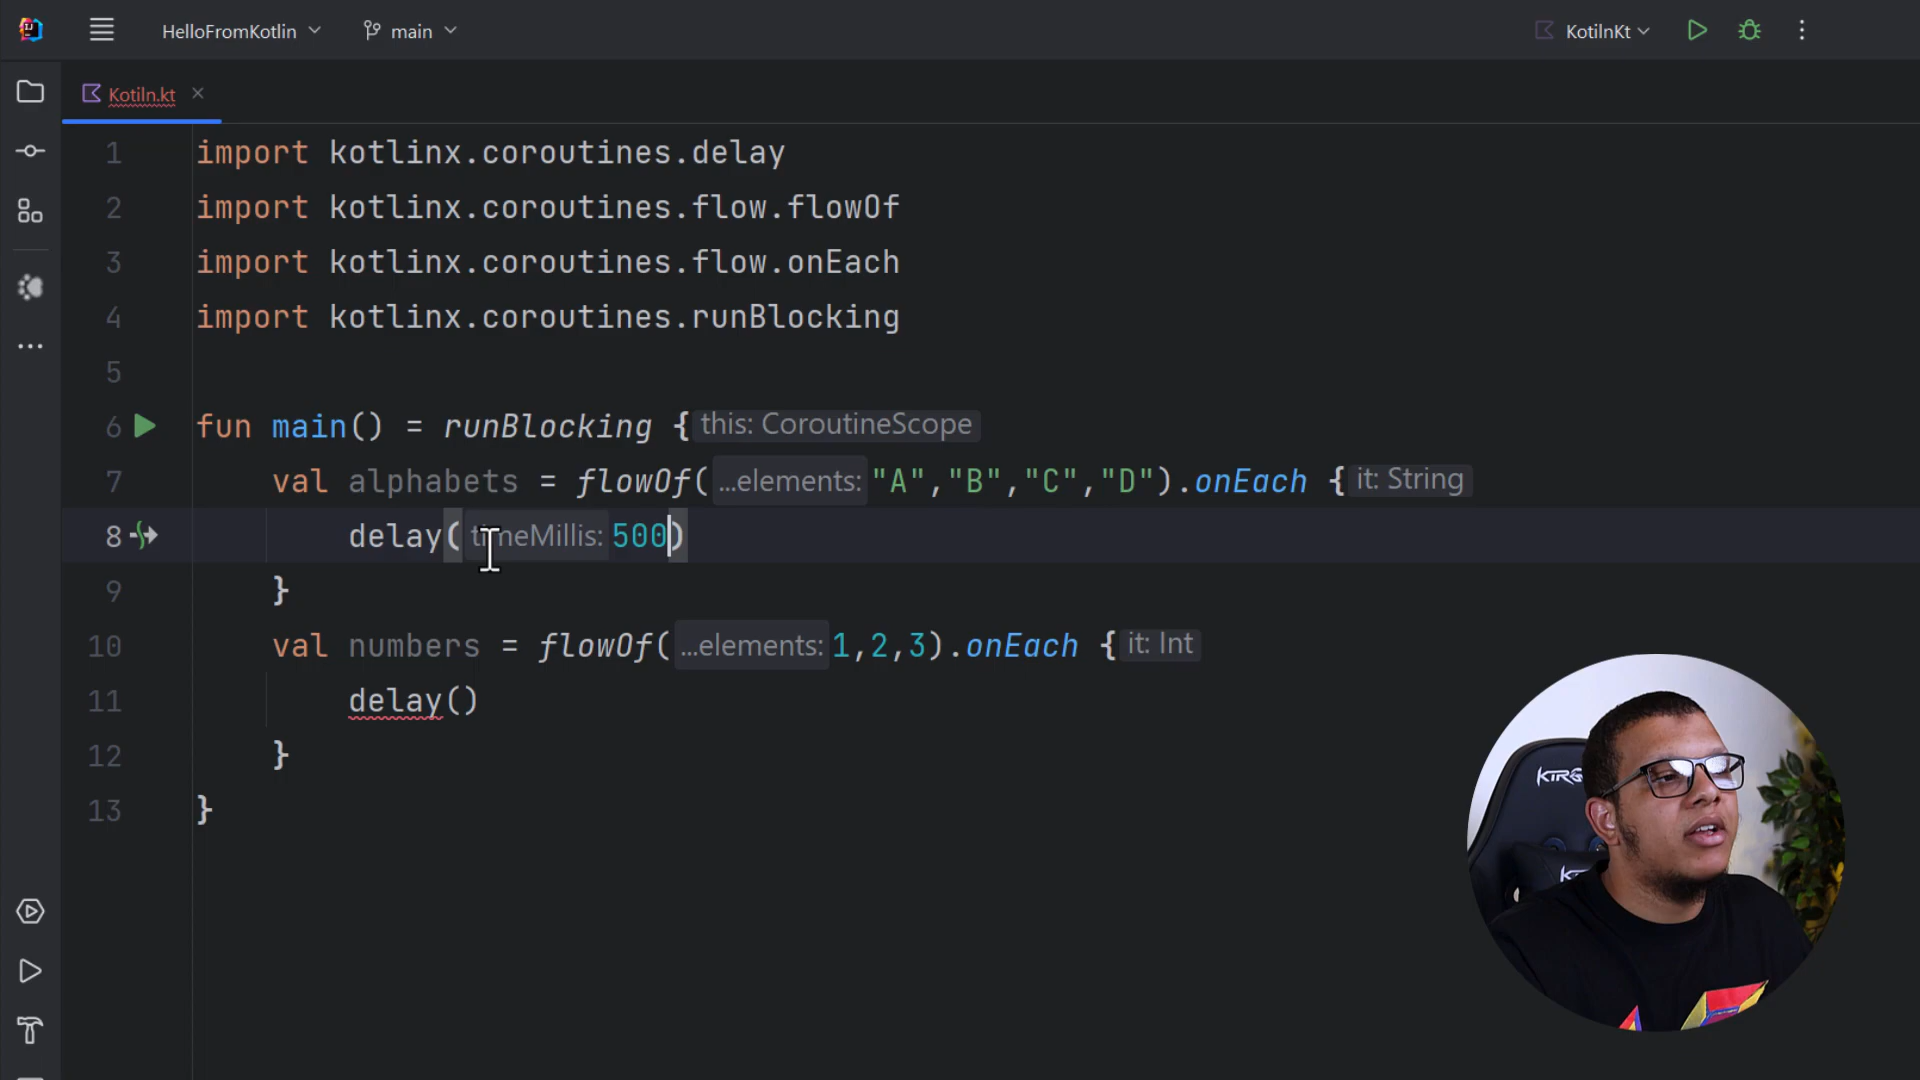 HelloFromKotlin main KotilnKt
Kotiln.kt
1 import kotlinx.coroutines.delay
2 import kotlinx.coroutines.flow.flowOf
3 import kotlinx.coroutines.flow.onEach
4 import kotlinx.coroutines.runBlocking
5
6 fun main() = runBlocking { this: CoroutineScope
7 val alphabets = flowOf( ...elements: "A","B","C","D").onEach { it: String
8 delay( timeMillis: 500)
9 }
10 val numbers = flowOf( ...elements: 1,2,3).onEach { it: Int
11 delay()
12 }
13 }